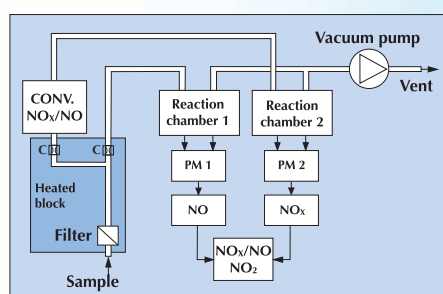 Vacuum pump
Vent
CONV.
NOx/NO
Reaction
chamber 1
Reaction
chamber 2
C
C
PM 1
PM 2
Heated
block
NO
NOx
Filter
NOx/NO
NO2
Sample